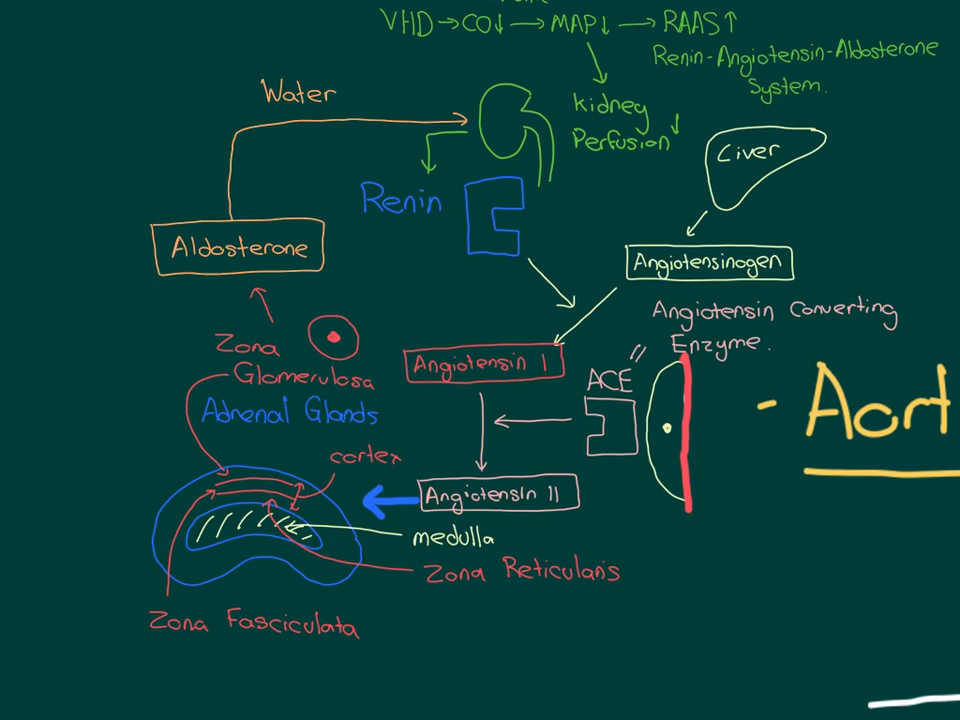 VHD→CO↓→MAP↓→RAAS↑
Renin-Angiotensin-Aldosterone
System.
Water
kidney
Perfusion↓
Liver
Renin
Aldosterone
Angiotensinogen
Angiotensin Converting
Enzyme.
Zona
Glomerulosa
Angiotensin I
ACE
Adrenal Glands
- Aort
cortex
Angiotensin II
medulla
Zona Reticularis
Zona Fasciculata